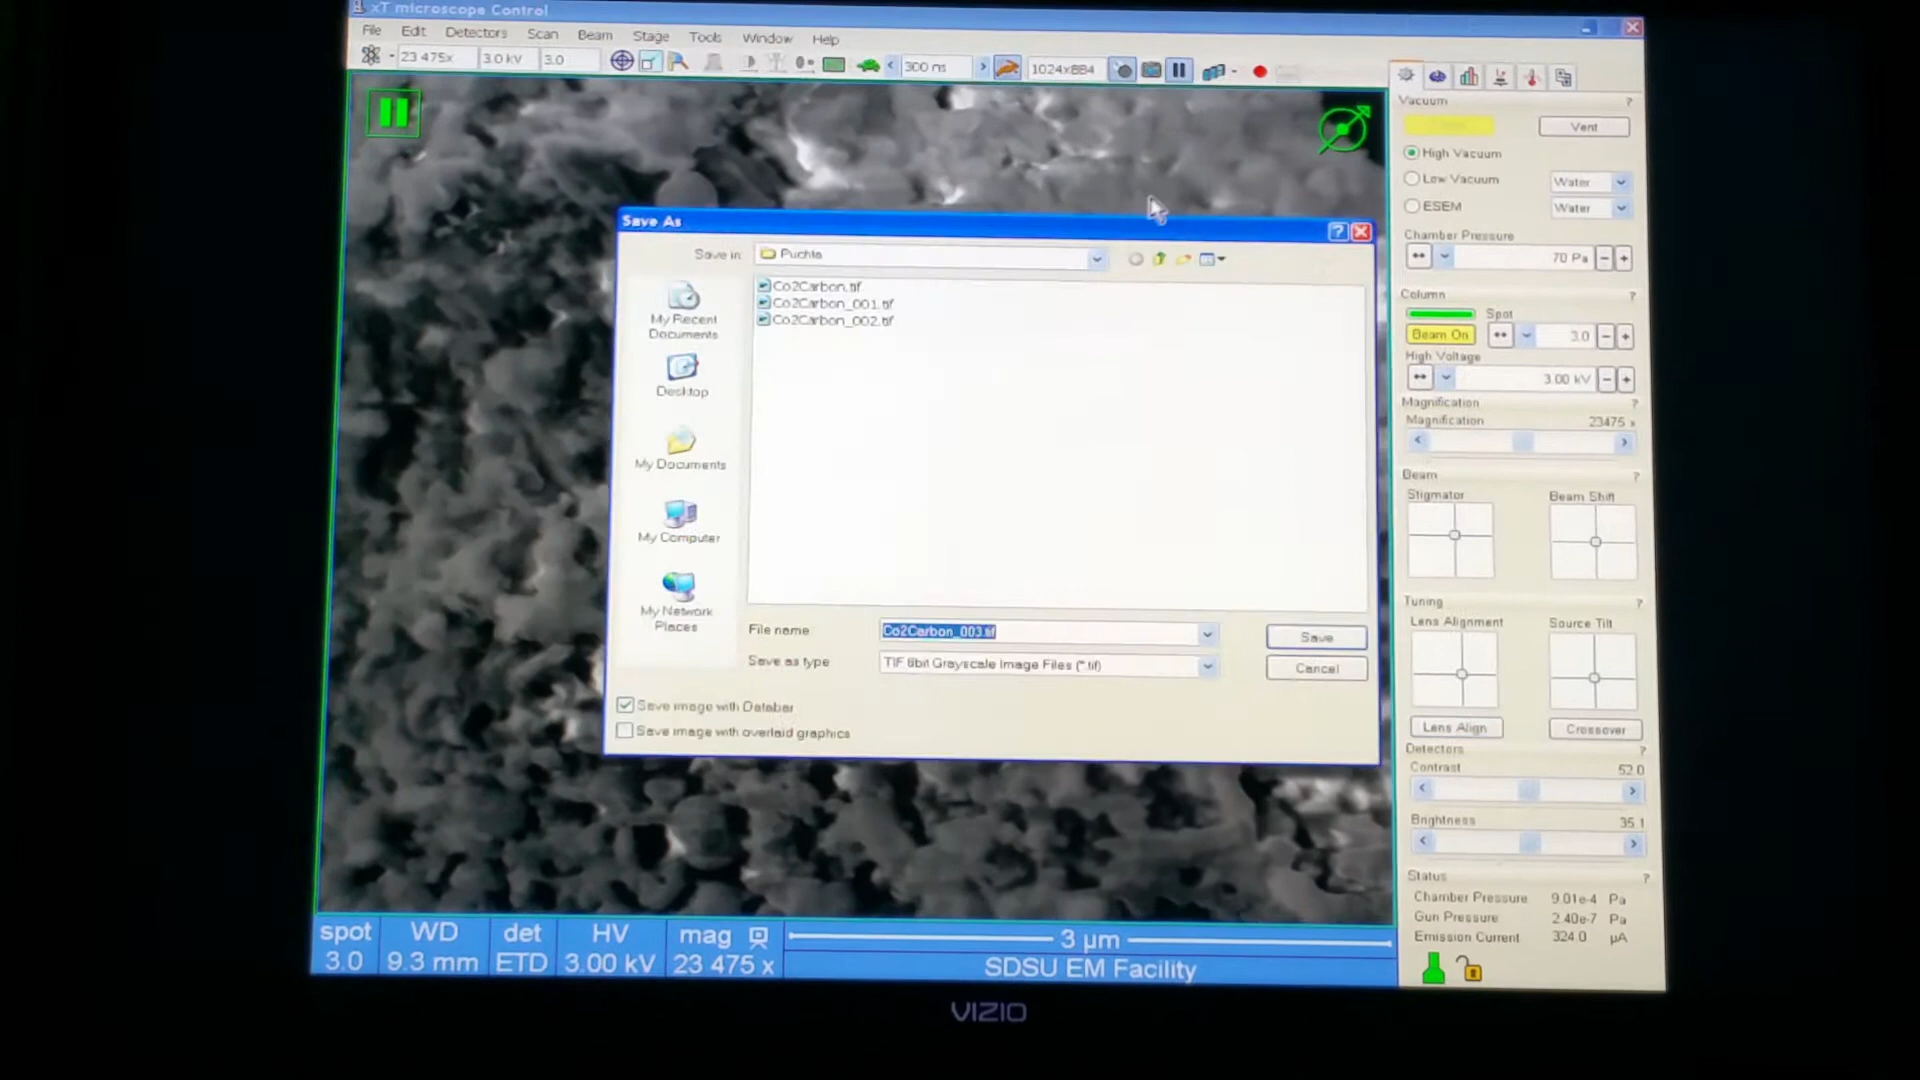 xT microscope Control
File Edit Detectors Scan Beam Stage Tools Window Help
23 475x 3.0 kV 3.0 300 ns 1024x884
Vacuum ?
Vent
High Vacuum
Low Vacuum Water
ESEM Water
Chamber Pressure
70 Pa
Column ?
Spot
Beam On 3.0
High Voltage
3.00 kV
Magnification ?
Magnification 23475 x
Beam ?
Stigmator Beam Shift
Tuning ?
Lens Alignment Source Tilt
Lens Align Crossover
Detectors ?
Contrast 52.0
Brightness 35.1
Status ?
Chamber Pressure 9.01e-4 Pa
Gun Pressure 2.40e-7 Pa
Emission Current 324.0 µA
Save As
Save in: Puchta
Co2Carbon.tif
Co2Carbon_001.tif
Co2Carbon_002.tif
My Recent
Documents
Desktop
My Documents
My Computer
My Network
Places
File name Co2Carbon_003.tif Save
Save as type TIF 8bit Grayscale Image Files (*.tif) Cancel
Save image with Databar
Save image with overlaid graphics
spot WD det HV mag 3 µm
3.0 9.3 mm ETD 3.00 kV 23 475 x SDSU EM Facility
VIZIO